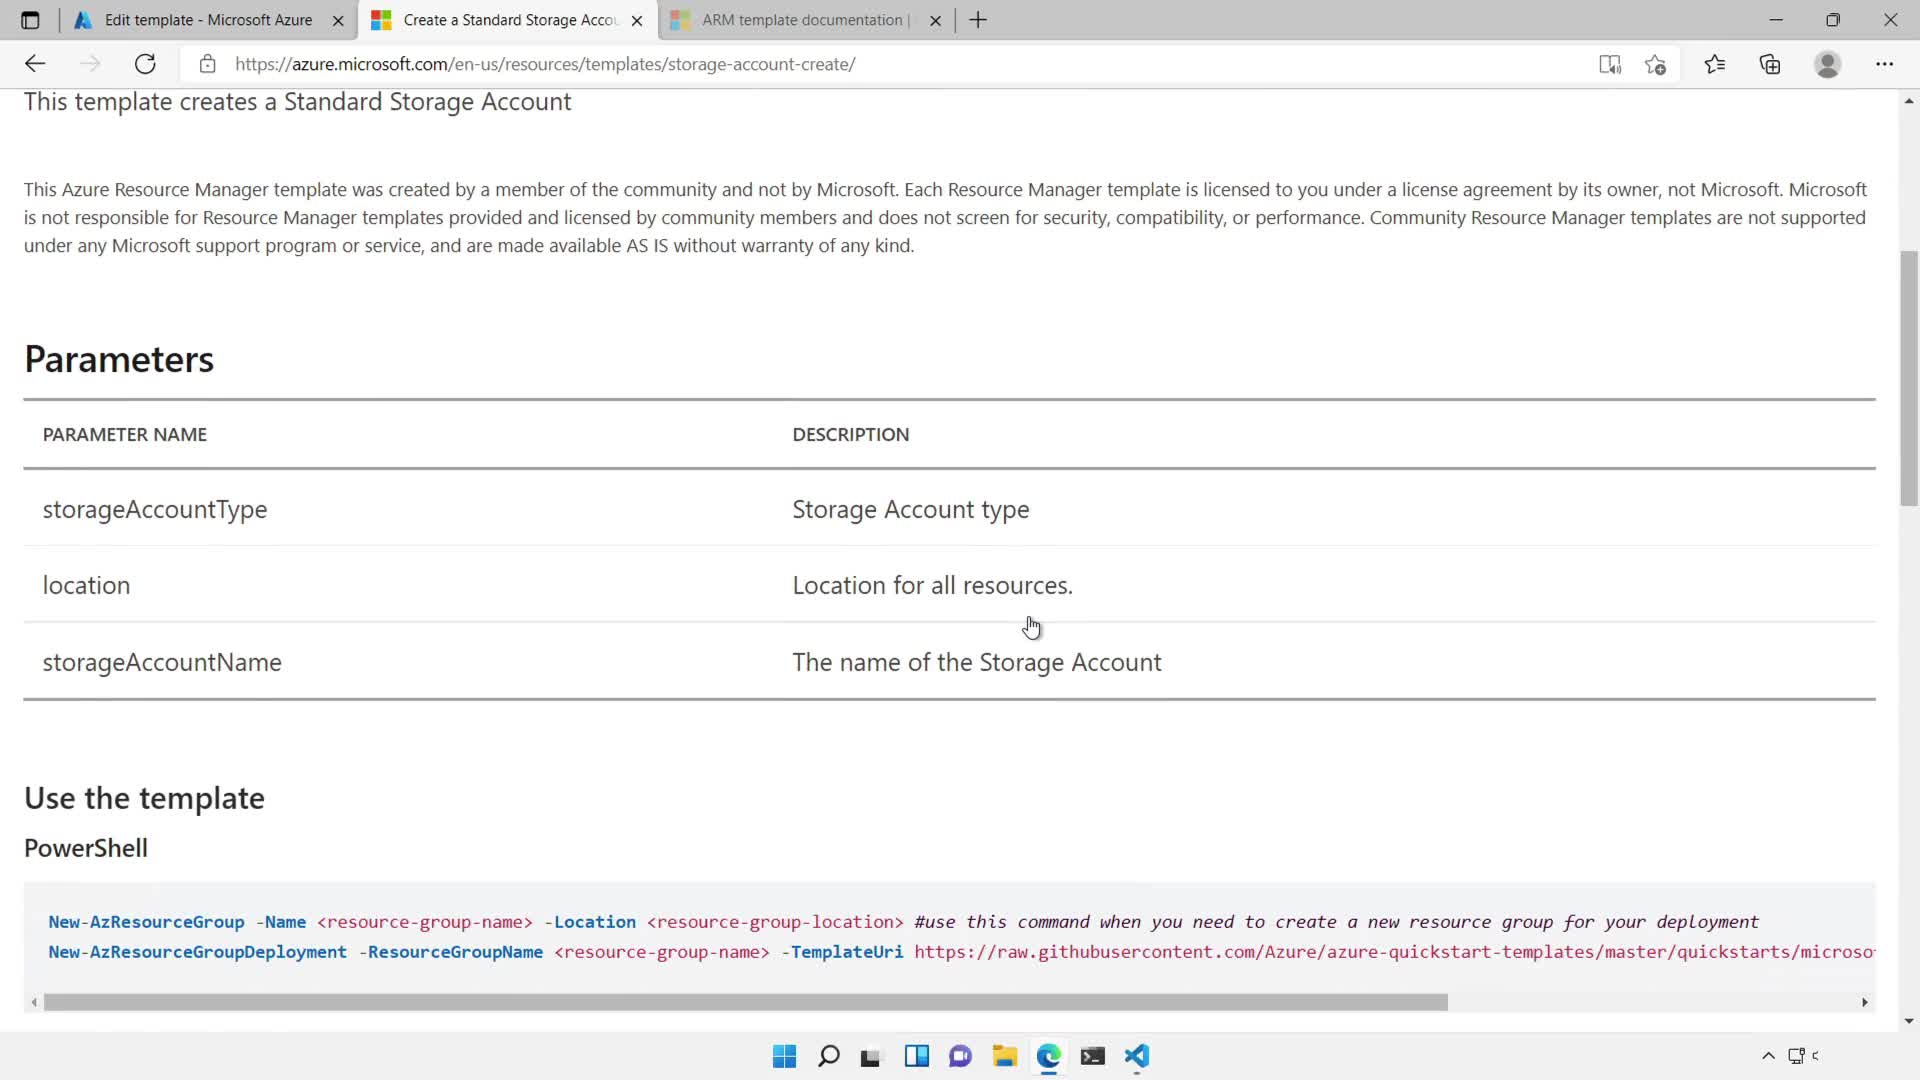 Edit template - Microsoft Azure
Create a Standard Storage Accou
ARM template documentation |
https://azure.microsoft.com/en-us/resources/templates/storage-account-create/
This template creates a Standard Storage Account
This Azure Resource Manager template was created by a member of the community and not by Microsoft. Each Resource Manager template is licensed to you under a license agreement by its owner, not Microsoft. Microsoft
is not responsible for Resource Manager templates provided and licensed by community members and does not screen for security, compatibility, or performance. Community Resource Manager templates are not supported
under any Microsoft support program or service, and are made available AS IS without warranty of any kind.
Parameters
PARAMETER NAME DESCRIPTION
storageAccountType Storage Account type
location Location for all resources.
storageAccountName The name of the Storage Account
Use the template
PowerShell
New-AzResourceGroup -Name <resource-group-name> -Location <resource-group-location> #use this command when you need to create a new resource group for your deployment
New-AzResourceGroupDeployment -ResourceGroupName <resource-group-name> -TemplateUri https://raw.githubusercontent.com/Azure/azure-quickstart-templates/master/quickstarts/microso